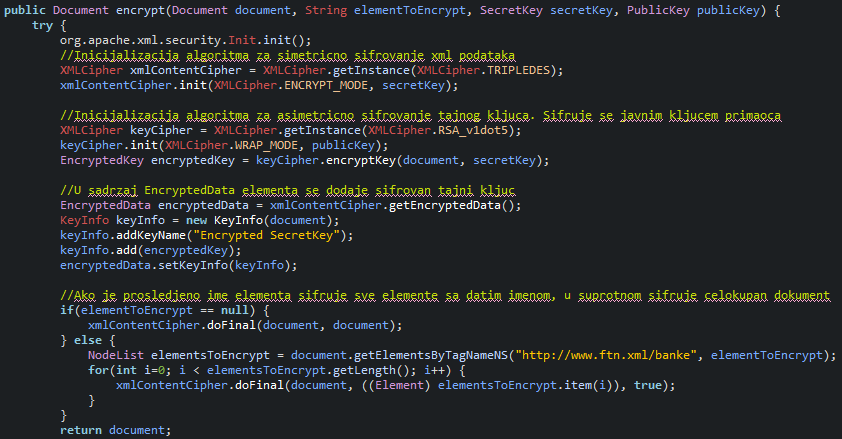 public Document encrypt(Document document, String elementToEncrypt, SecretKey secretKey, PublicKey publicKey) {
try {
org.apache.xml.security.Init.init();
//Inicijalizacija algoritma za simetricno sifrovanje xml podataka
XMLCipher xmlContentCipher = XMLCipher.getInstance(XMLCipher.TRIPLEDES);
xmlContentCipher.init(XMLCipher.ENCRYPT_MODE, secretKey);
//Inicijalizacija algoritma za asimetricno sifrovanje tajnog kljuca. Sifruje se javnim kljucem primaoca
XMLCipher keyCipher = XMLCipher.getInstance(XMLCipher.RSA_v1dot5);
keyCipher.init(XMLCipher.WRAP_MODE, publicKey);
EncryptedKey encryptedKey = keyCipher.encryptKey(document, secretKey);
//U sadrzaj EncryptedData elementa se dodaje sifrovan tajni kljuc
EncryptedData encryptedData = xmlContentCipher.getEncryptedData();
KeyInfo keyInfo = new KeyInfo(document);
keyInfo.addKeyName("Encrypted SecretKey");
keyInfo.add(encryptedKey);
encryptedData.setKeyInfo(keyInfo);
//Ako je prosledjeno ime elementa sifruje sve elemente sa datim imenom, u suprotnom sifruje celokupan dokument
if(elementToEncrypt == null) {
xmlContentCipher.doFinal(document, document);
} else {
NodeList elementsToEncrypt = document.getElementsByTagNameNS("http://www.ftn.xml/banke", elementToEncrypt);
for(int i=0; i < elementsToEncrypt.getLength(); i++) {
xmlContentCipher.doFinal(document, ((Element) elementsToEncrypt.item(i)), true);
}
}
return document;